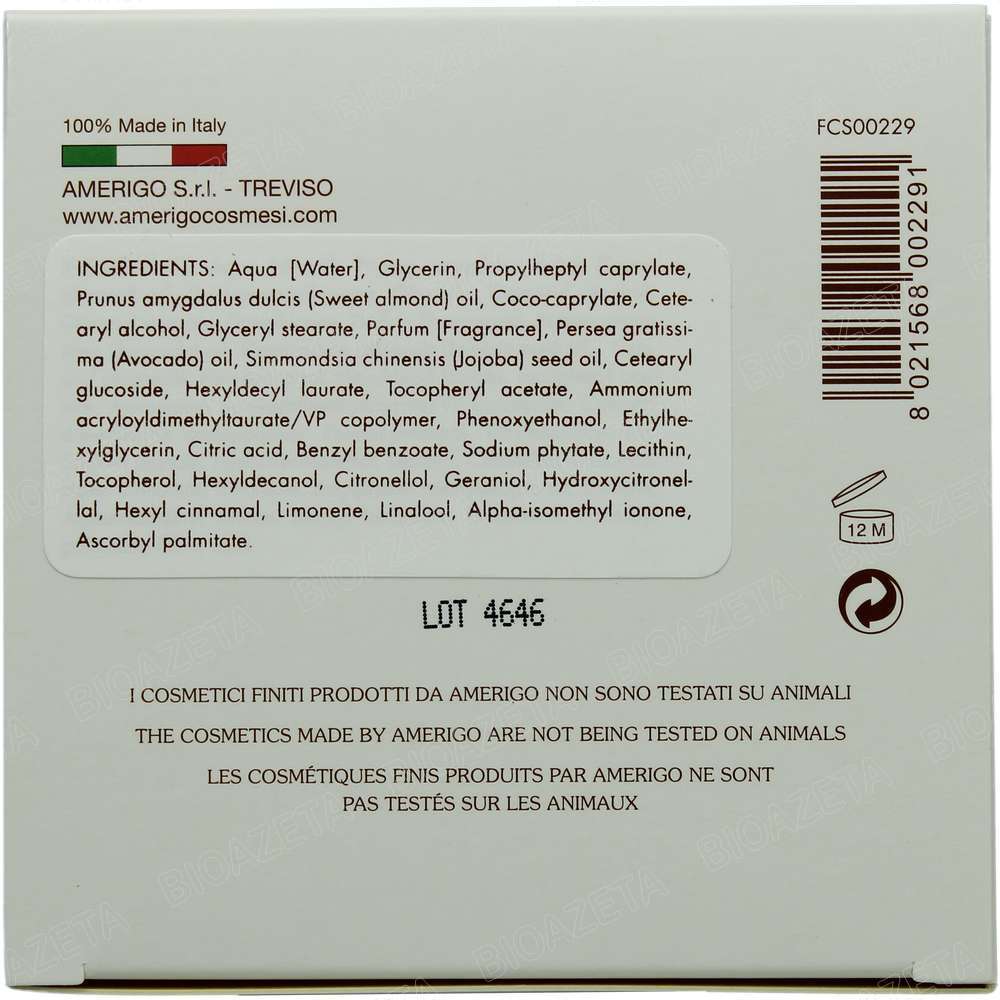 100% Made in Italy
AMERIGO S.r.l. - TREVISO
www.amerigocosmesi.com
FCS00229
8 021568 002291
INGREDIENTS: Aqua [Water], Glycerin, Propylheptyl caprylate,
Prunus amygdalus dulcis (Sweet almond) oil, Coco-caprylate, Cete-
aryl alcohol, Glyceryl stearate, Parfum [Fragrance], Persea gratissi-
ma (Avocado) oil, Simmondsia chinensis (Jojoba) seed oil, Cetearyl
glucoside, Hexyldecyl laurate, Tocopheryl acetate, Ammonium
acryloyldimethyltaurate/VP copolymer, Phenoxyethanol, Ethylhe-
xylglycerin, Citric acid, Benzyl benzoate, Sodium phytate, Lecithin,
Tocopherol, Hexyldecanol, Citronellol, Geraniol, Hydroxycitronel-
lal, Hexyl cinnamal, Limonene, Linalool, Alpha-isomethyl ionone,
Ascorbyl palmitate.
12 M
LOT 4646
I COSMETICI FINITI PRODOTTI DA AMERIGO NON SONO TESTATI SU ANIMALI
THE COSMETICS MADE BY AMERIGO ARE NOT BEING TESTED ON ANIMALS
LES COSMÉTIQUES FINIS PRODUITS PAR AMERIGO NE SONT
PAS TESTÉS SUR LES ANIMAUX
BIOAZETA